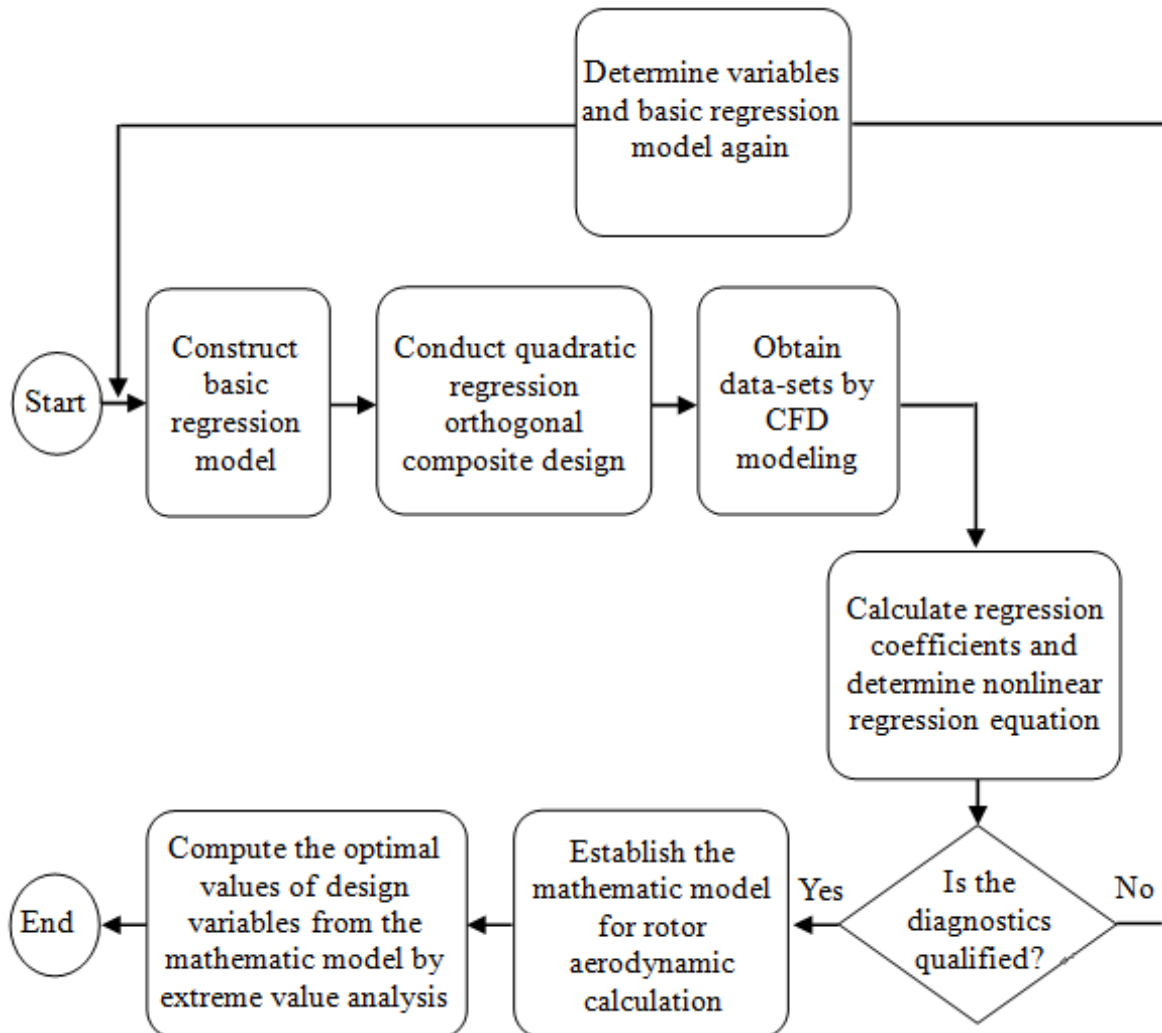 Determine variables
and basic regression
model again
Start
Construct
basic
regression
model
Conduct quadratic
regression
orthogonal
composite design
Obtain
data-sets by
CFD
modeling
Calculate regression
coefficients and
determine nonlinear
regression equation
Is the
diagnostics
qualified?
Yes
No
Establish the
mathematic model
for rotor
aerodynamic
calculation
Compute the optimal
values of design
variables from the
mathematic model by
extreme value analysis
End